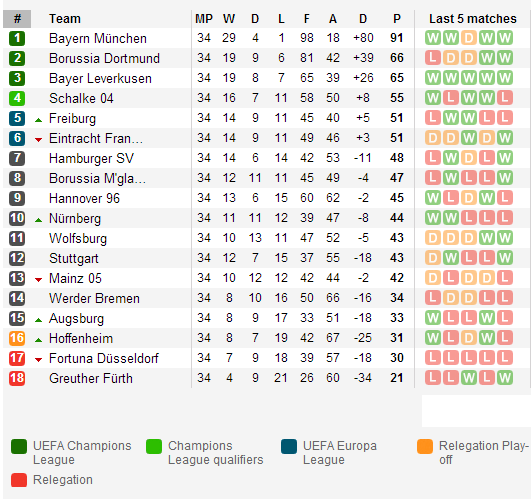 # Team MP W D L F A D P Last 5 matches
1 Bayern München 34 29 4 1 98 18 +80 91 W W D W W
2 Borussia Dortmund 34 19 9 6 81 42 +39 66 L D D W W
3 Bayer Leverkusen 34 19 8 7 65 39 +26 65 W W W W W
4 Schalke 04 34 16 7 11 58 50 +8 55 W L W W L
5 Freiburg 34 14 9 11 45 40 +5 51 L W W L W
6 Eintracht Fran... 34 14 9 11 49 46 +3 51 D D W D W
7 Hamburger SV 34 14 6 14 42 53 -11 48 L W D L W
8 Borussia M'gla... 34 12 11 11 45 49 -4 47 L W L L W
9 Hannover 96 34 13 6 15 60 62 -2 45 W L D W L
10 Nürnberg 34 11 11 12 39 47 -8 44 W W L L L
11 Wolfsburg 34 10 13 11 47 52 -5 43 D D D W W
12 Stuttgart 34 12 7 15 37 55 -18 43 D W L L W
13 Mainz 05 34 10 12 12 42 44 -2 42 D L D D L
14 Werder Bremen 34 8 10 16 50 66 -16 34 L D D L L
15 Augsburg 34 8 9 17 33 51 -18 33 W L L W L
16 Hoffenheim 34 8 7 19 42 67 -25 31 W L D W L
17 Fortuna Düsseldorf 34 7 9 18 39 57 -18 30 L L L L L
18 Greuther Fürth 34 4 9 21 26 60 -34 21 L L W L W
UEFA Champions League
Champions League qualifiers
UEFA Europa League
Relegation Play-off
Relegation